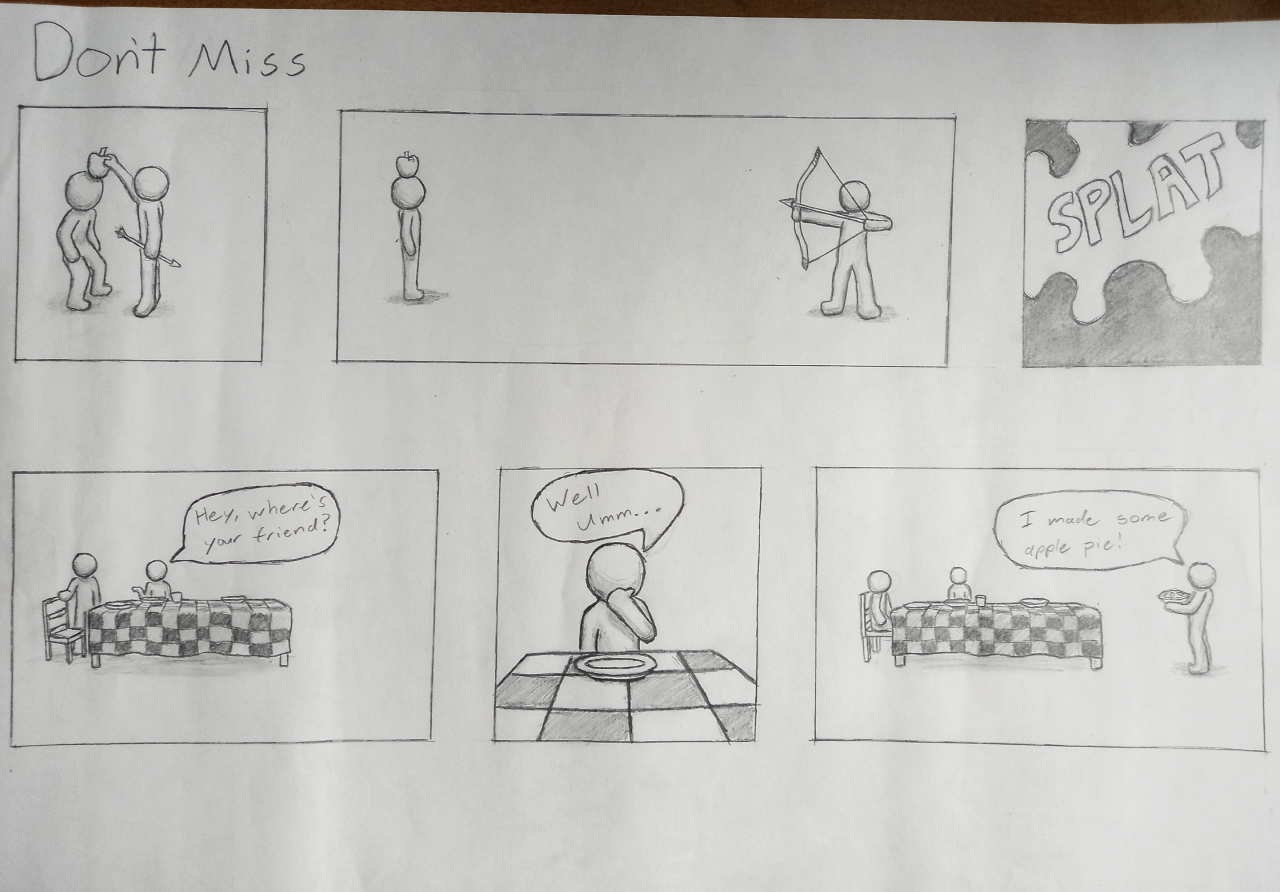 Don't Miss
SPLAT
Hey, where's
your friend?
Well
Umm...
I made some
apple pie!